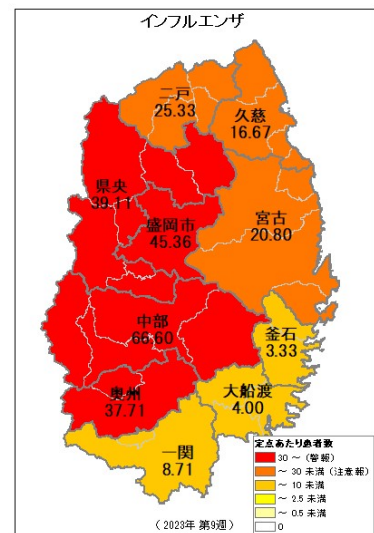 インフルエンザ
二戸
25.33
久慈
16.67
県央
39.11
盛岡市
45.36
宮古
20.80
中部
66.60
釜石
3.33
奥州
37.71
大船渡
4.00
一関
8.71
定点あたり患者数
30 ~ (警報)
~ 30 未満 (注意報)
~ 10 未満
~ 2.5 未満
~ 0.5 未満
0
(2023年 第9週)